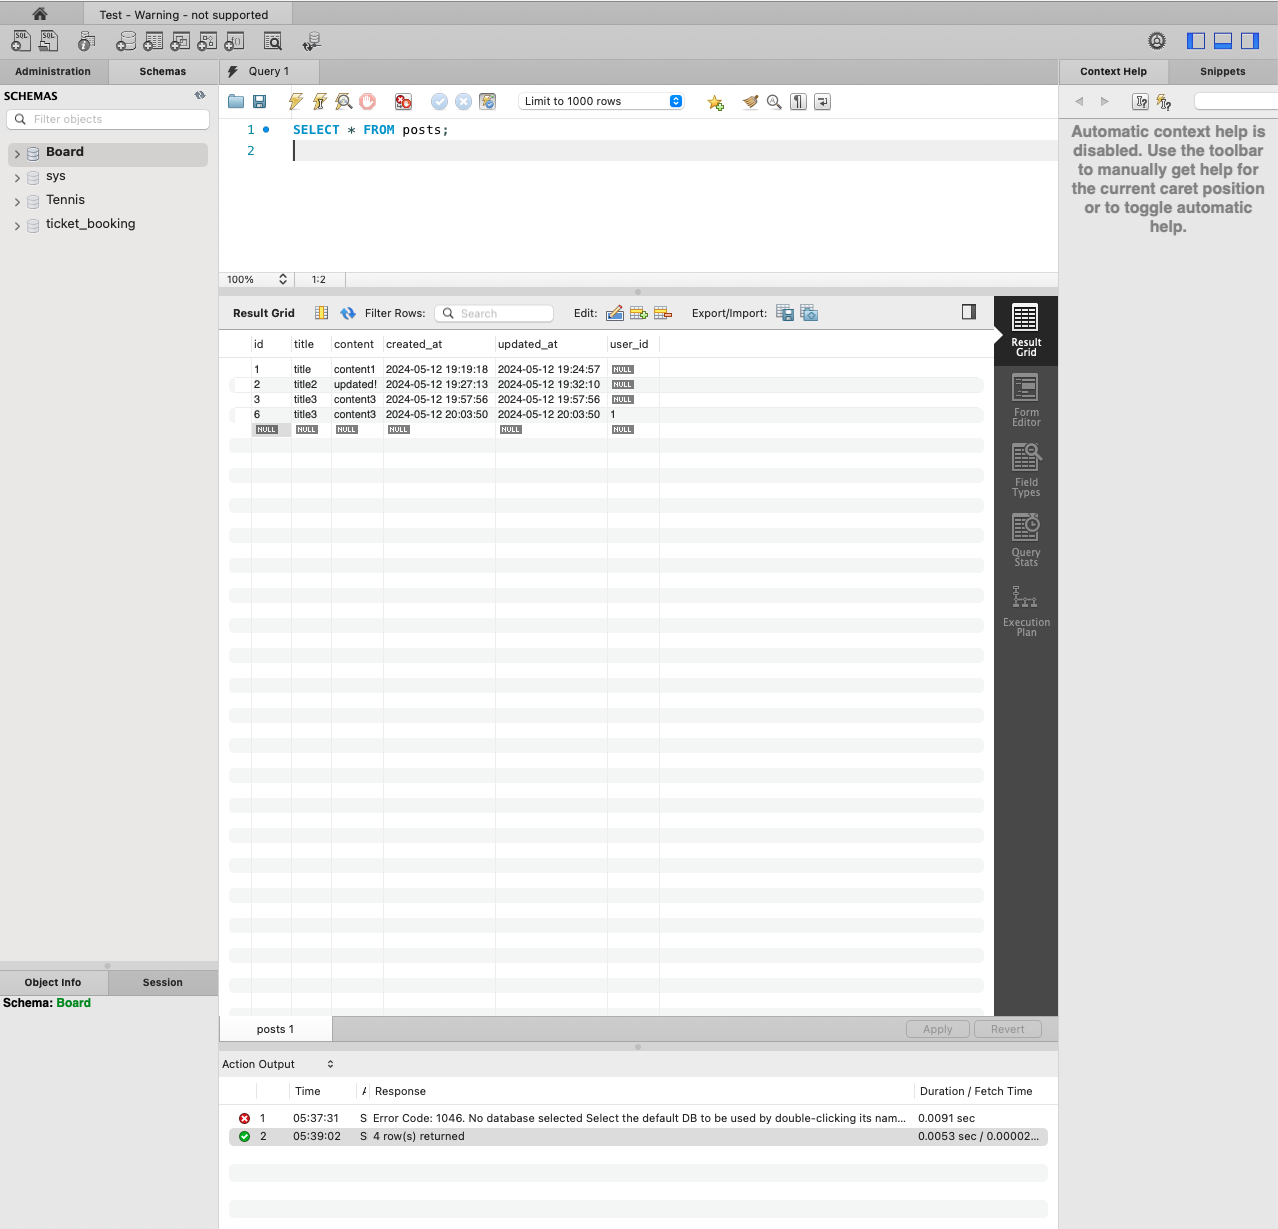 Test - Warning - not supported
Administration Schemas Query 1 Context Help Snippets
SCHEMAS
Filter objects
Board
sys
Tennis
ticket_booking
Limit to 1000 rows
1 SELECT * FROM posts;
2
100% 1:2
Automatic context help is
disabled. Use the toolbar
to manually get help for
the current caret position
or to toggle automatic
help.
Result Grid Filter Rows: Search Edit: Export/Import:
id title content created_at updated_at user_id
1 title content1 2024-05-12 19:19:18 2024-05-12 19:24:57 NULL
2 title2 updated! 2024-05-12 19:27:13 2024-05-12 19:32:10 NULL
3 title3 content3 2024-05-12 19:57:56 2024-05-12 19:57:56 NULL
6 title3 content3 2024-05-12 20:03:50 2024-05-12 20:03:50 1
NULL NULL NULL NULL NULL NULL
Result
Grid
Form
Editor
Field
Types
Query
Stats
Execution
Plan
Object Info Session
Schema: Board
posts 1 Apply Revert
Action Output
Time Response Duration / Fetch Time
1 05:37:31 S Error Code: 1046. No database selected Select the default DB to be used by double-clicking its nam... 0.0091 sec
2 05:39:02 S 4 row(s) returned 0.0053 sec / 0.00002...